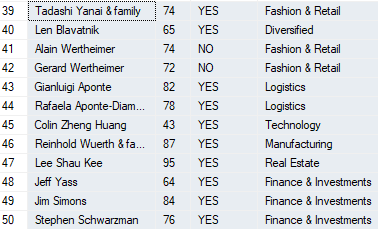 39 Tadashi Yanai & family 74 YES Fashion & Retail
40 Len Blavatnik 65 YES Diversified
41 Alain Wertheimer 74 NO Fashion & Retail
42 Gerard Wertheimer 72 NO Fashion & Retail
43 Gianluigi Aponte 82 YES Logistics
44 Rafaela Aponte-Diam... 78 YES Logistics
45 Colin Zheng Huang 43 YES Technology
46 Reinhold Wuerth & fa... 87 YES Manufacturing
47 Lee Shau Kee 95 YES Real Estate
48 Jeff Yass 64 YES Finance & Investments
49 Jim Simons 84 YES Finance & Investments
50 Stephen Schwarzman 76 YES Finance & Investments